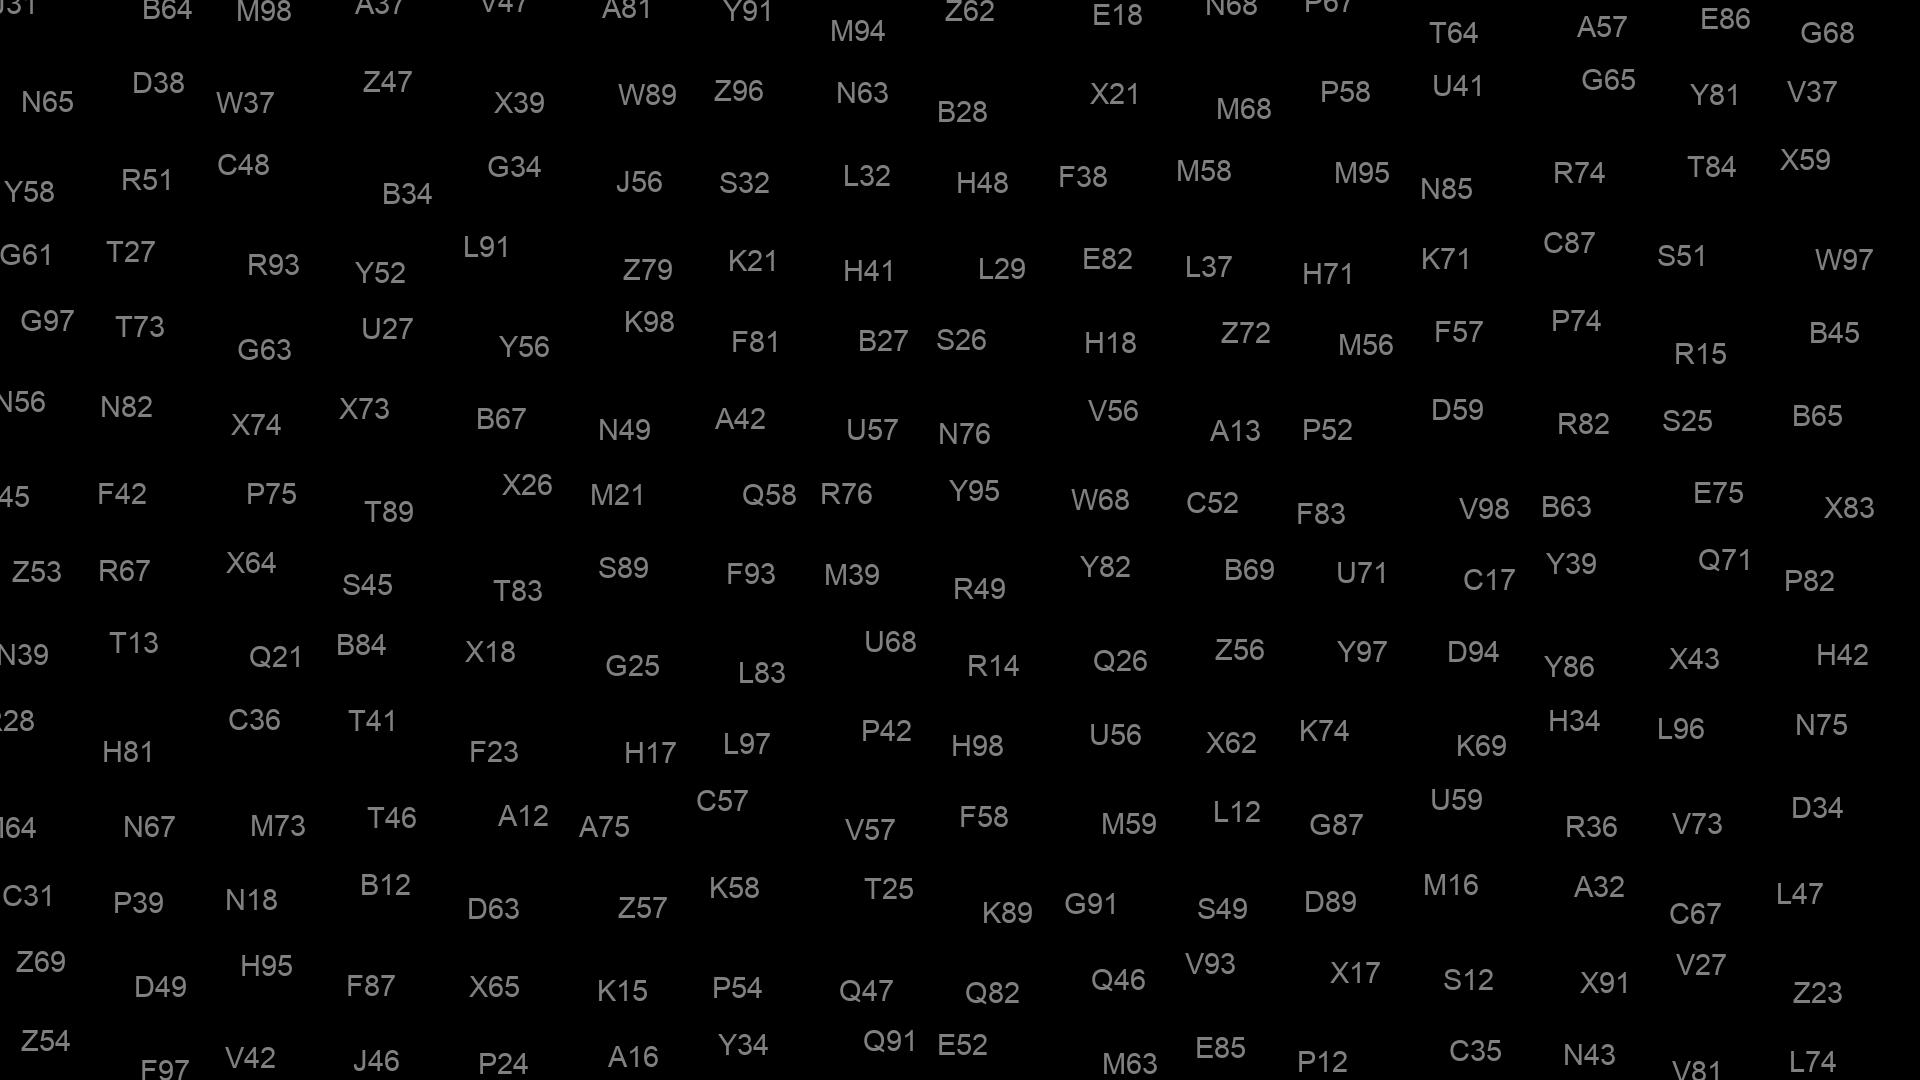 B64 M98 A37 V47 A81 Y91 M94 Z62 E18 N68 P67 T64 A57 E86 G68
N65 D38 W37 Z47 X39 W89 Z96 N63 B28 X21 M68 P58 U41 G65 Y81 V37
Y58 R51 C48 B34 G34 J56 S32 L32 H48 F38 M58 M95 N85 R74 T84 X59
G61 T27 R93 Y52 L91 Z79 K21 H41 L29 E82 L37 H71 K71 C87 S51 W97
G97 T73 G63 U27 Y56 K98 F81 B27 S26 H18 Z72 M56 F57 P74 R15 B45
N56 N82 X74 X73 B67 N49 A42 U57 N76 V56 A13 P52 D59 R82 S25 B65
45 F42 P75 T89 X26 M21 Q58 R76 Y95 W68 C52 F83 V98 B63 E75 X83
Z53 R67 X64 S45 T83 S89 F93 M39 R49 Y82 B69 U71 C17 Y39 Q71 P82
N39 T13 Q21 B84 X18 G25 L83 U68 R14 Q26 Z56 Y97 D94 Y86 X43 H42
28 H81 C36 T41 F23 H17 L97 P42 H98 U56 X62 K74 K69 H34 L96 N75
64 N67 M73 T46 A12 A75 C57 V57 F58 M59 L12 G87 U59 R36 V73 D34
C31 P39 N18 B12 D63 Z57 K58 T25 K89 G91 S49 D89 M16 A32 C67 L47
Z69 D49 H95 F87 X65 K15 P54 Q47 Q82 Q46 V93 X17 S12 X91 V27 Z23
Z54 F97 V42 J46 P24 A16 Y34 Q91 E52 M63 E85 P12 C35 N43 V81 L74